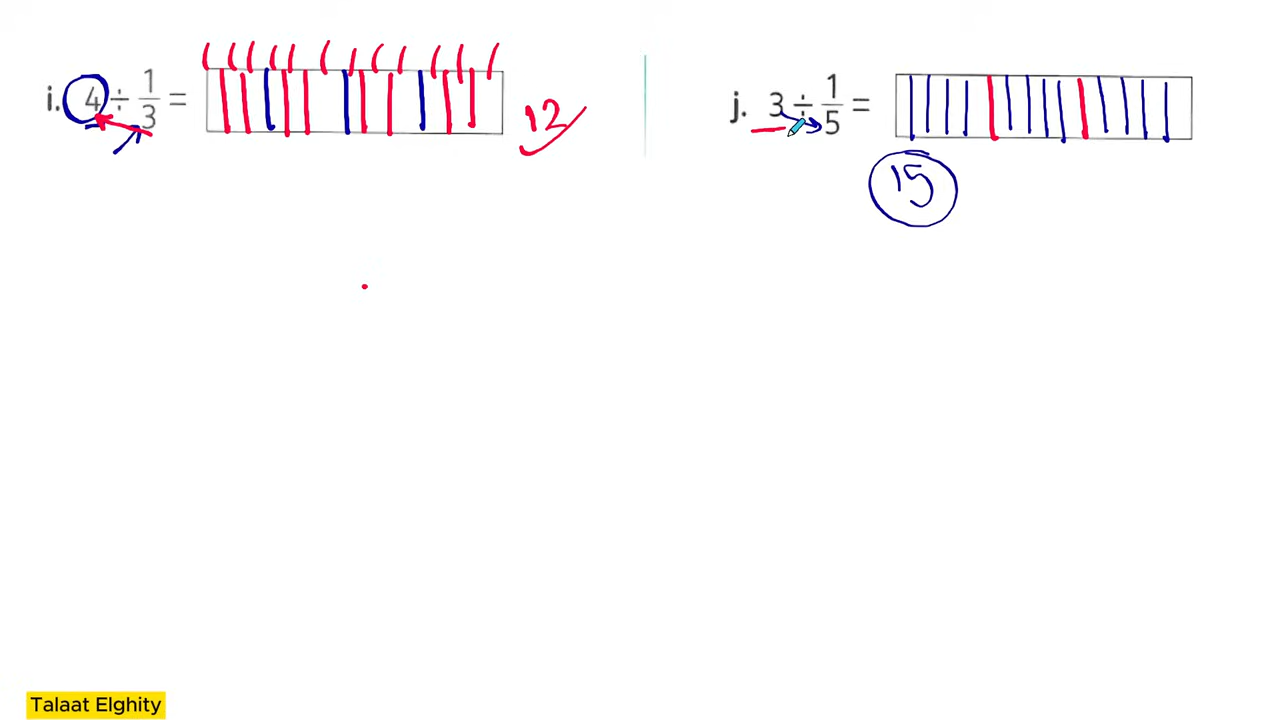 i. 4 ÷ 1/3 = 12
j. 3 ÷ 1/5 =
15
Talaat Elghity